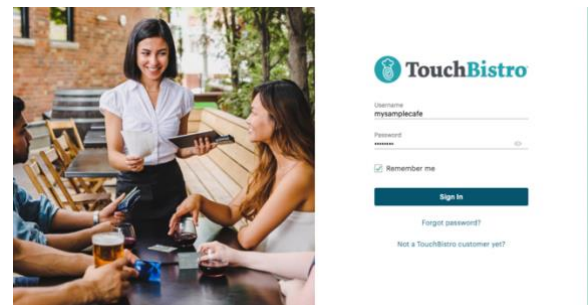 TouchBistro
Username
mysamplecafe
Password
••••••••
Remember me
Sign In
Forgot password?
Not a TouchBistro customer yet?